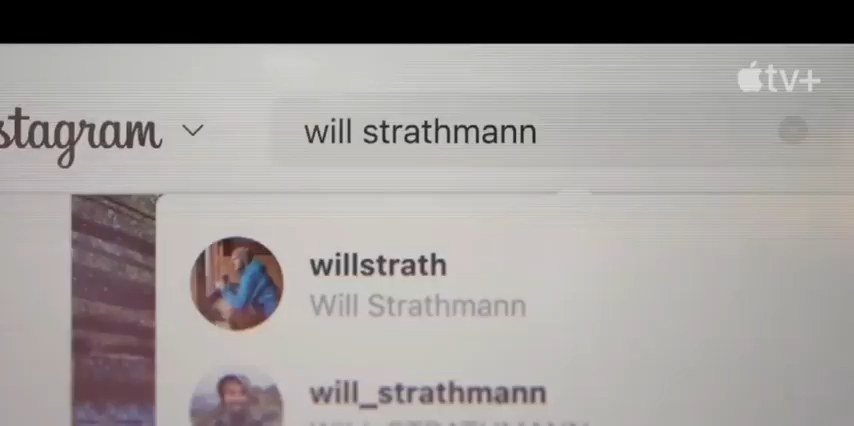 tv+
stagram
will strathmann
willstrath
Will Strathmann
will_strathmann